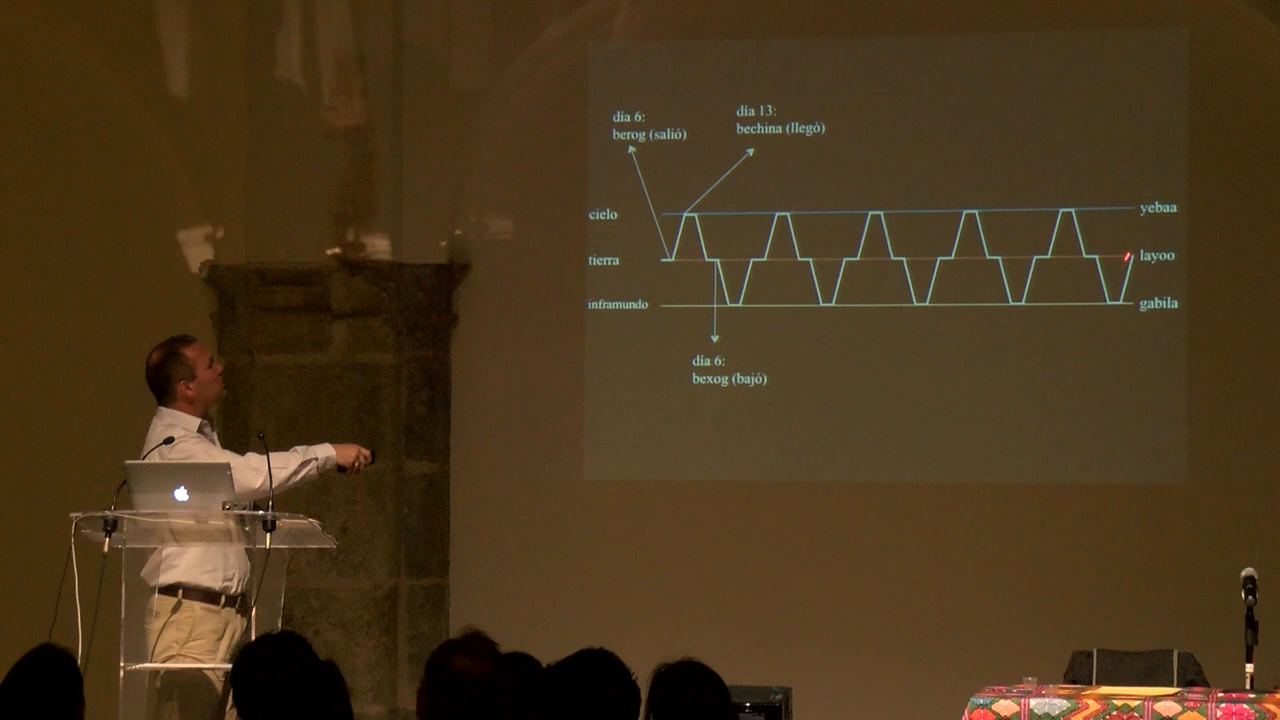 día 6:
berog (salió)
día 13:
bechina (llegó)
cielo
yebaa
tierra
layoo
inframundo
gabila
día 6:
bexog (bajó)